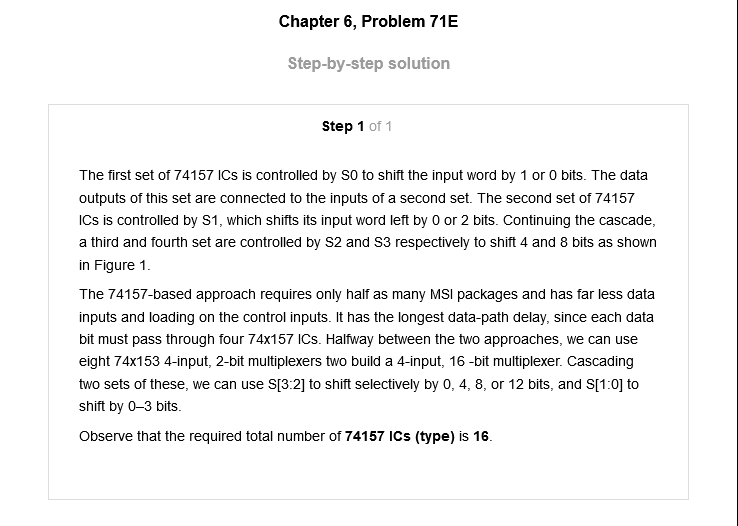 Chapter 6, Problem 71E
Step-by-step solution
Step 1 of 1
The first set of 74157 ICs is controlled by S0 to shift the input word by 1 or 0 bits. The data
outputs of this set are connected to the inputs of a second set. The second set of 74157
ICs is controlled by S1, which shifts its input word left by 0 or 2 bits. Continuing the cascade,
a third and fourth set are controlled by S2 and S3 respectively to shift 4 and 8 bits as shown
in Figure 1.
The 74157-based approach requires only half as many MSI packages and has far less data
inputs and loading on the control inputs. It has the longest data-path delay, since each data
bit must pass through four 74x157 ICs. Halfway between the two approaches, we can use
eight 74x153 4-input, 2-bit multiplexers two build a 4-input, 16 -bit multiplexer. Cascading
two sets of these, we can use S[3:2] to shift selectively by 0, 4, 8, or 12 bits, and S[1:0] to
shift by 0–3 bits.
Observe that the required total number of 74157 ICs (type) is 16.